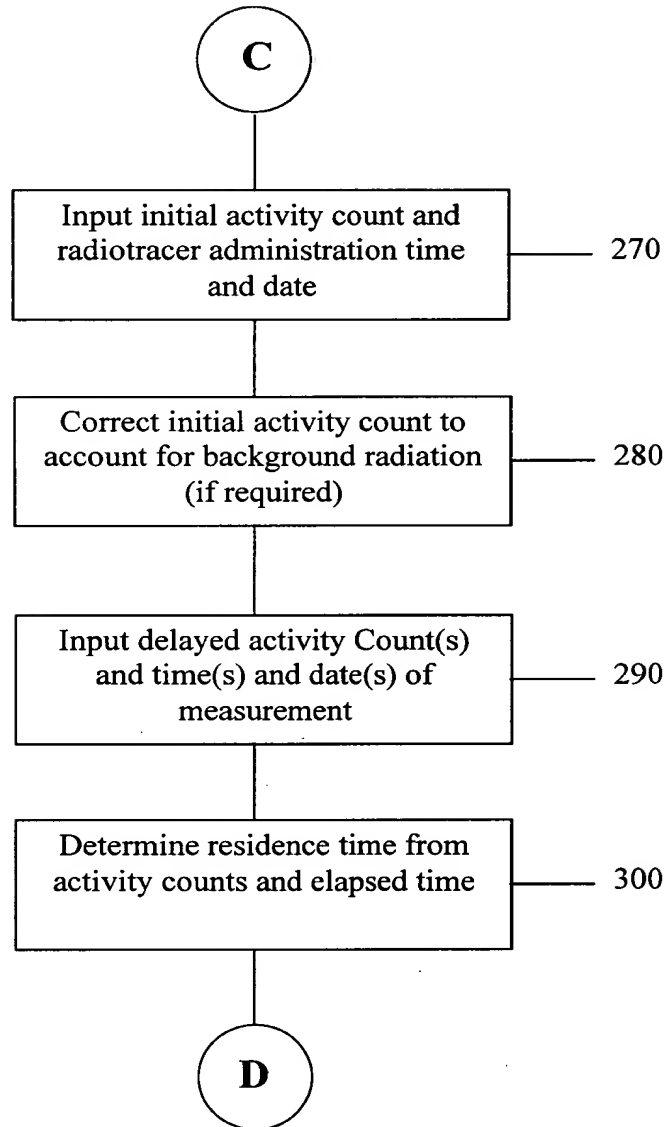 C
Input initial activity count and
radiotracer administration time
and date
270
Correct initial activity count to
account for background radiation
(if required)
280
Input delayed activity Count(s)
and time(s) and date(s) of
measurement
290
Determine residence time from
activity counts and elapsed time
300
D